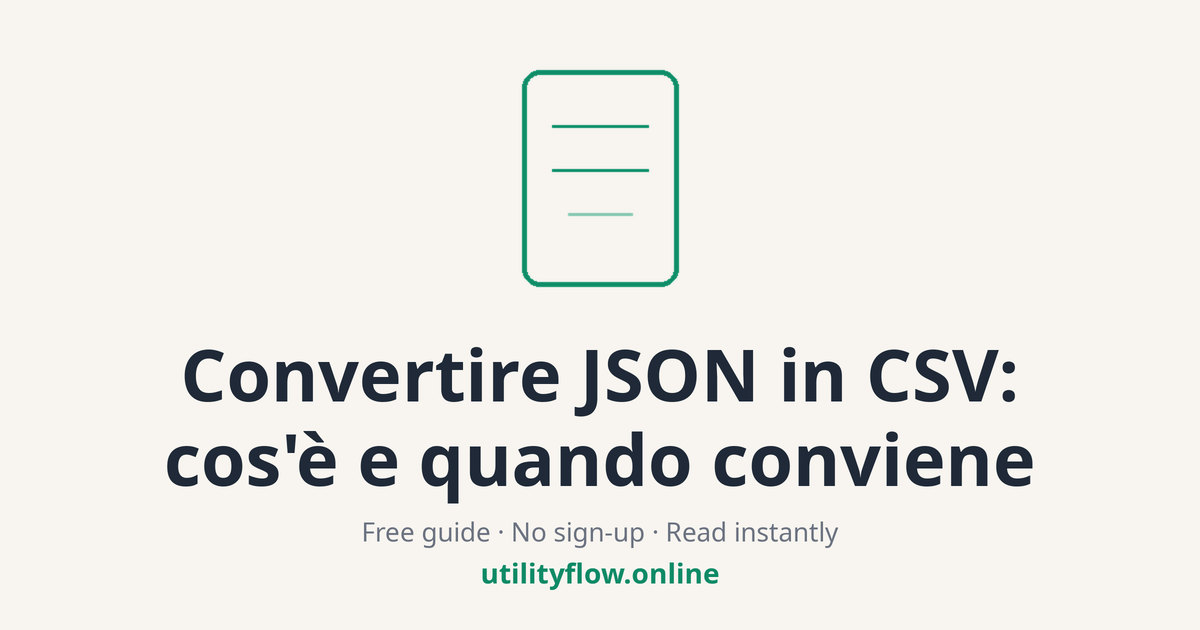 Convertire JSON in CSV:
cos'è e quando conviene
Free guide · No sign-up · Read instantly
utilityflow.online